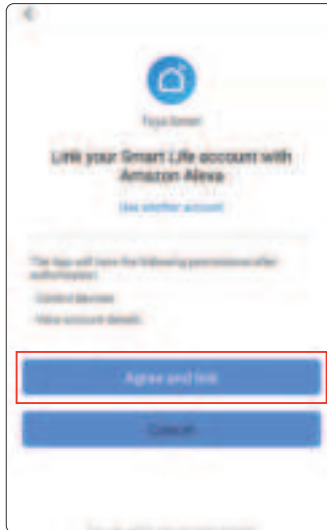 Tuya Smart
Link your Smart Life account with
Amazon Alexa
Use another account
The App will have the following permissions after
authorization:
· Control devices
· View account details
Agree and link
Cancel